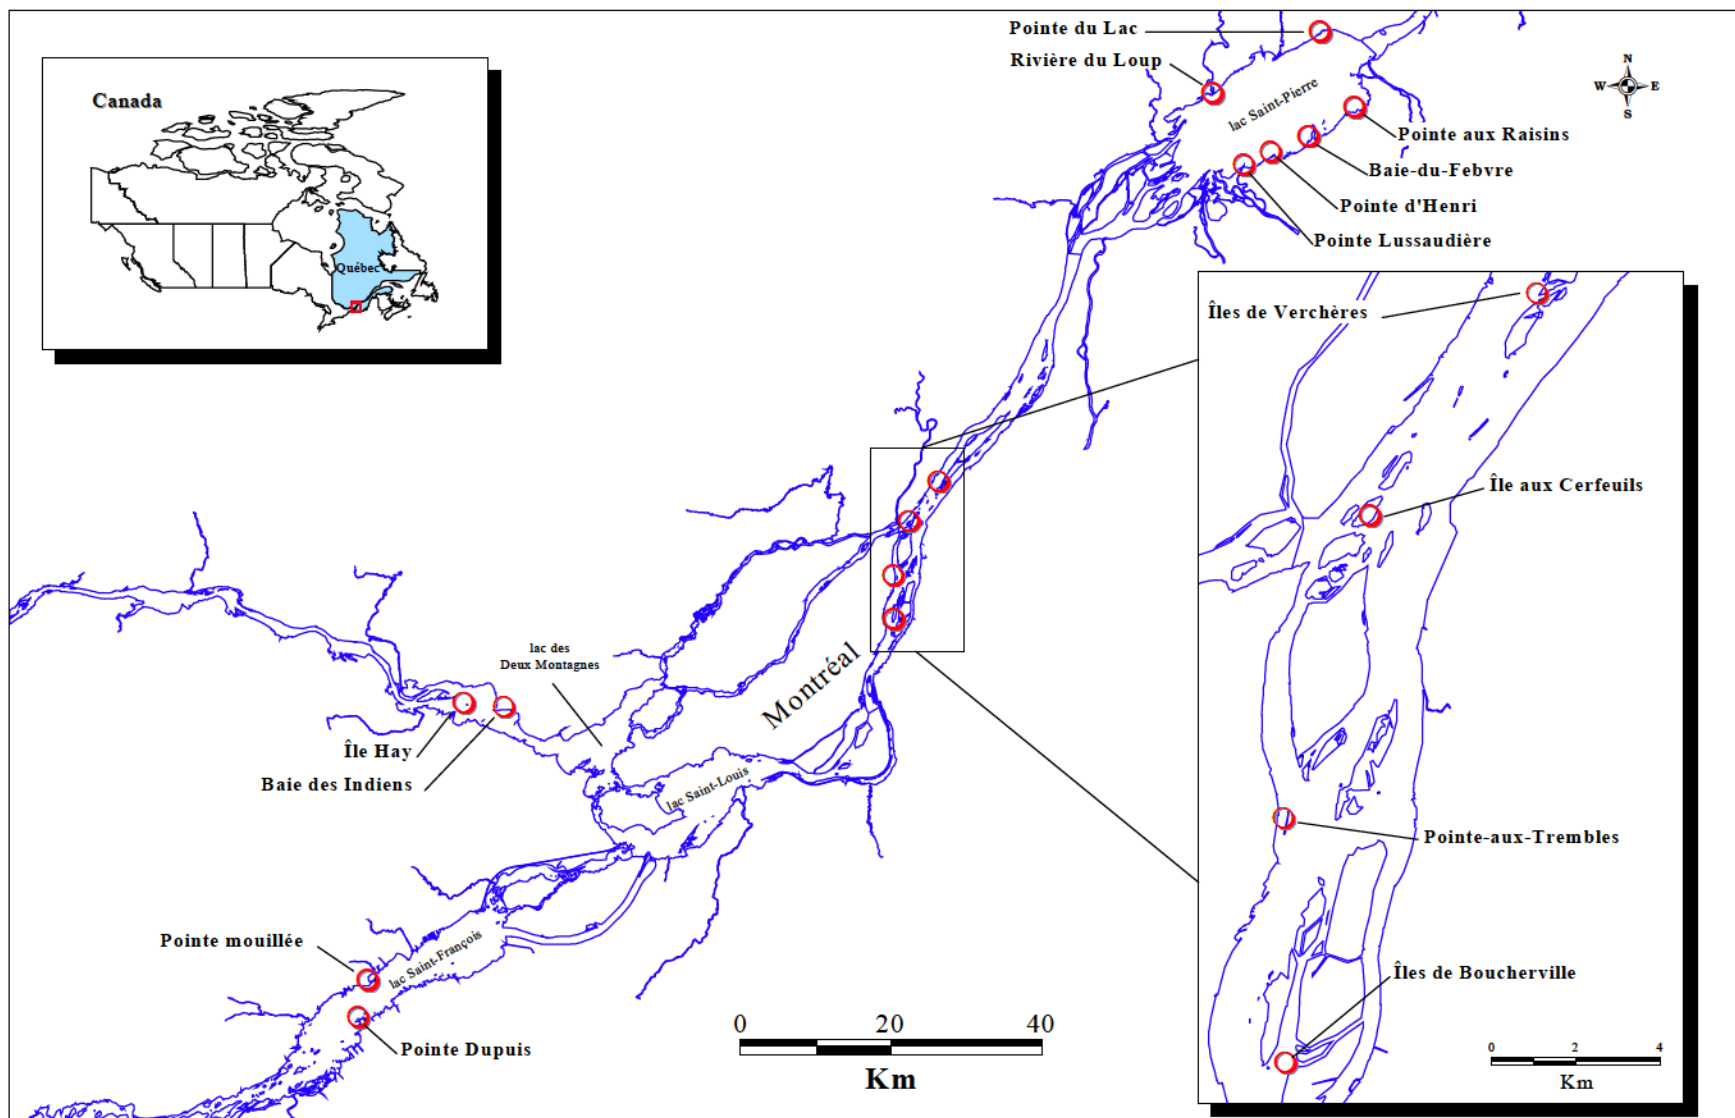 Canada
Québec
Pointe du Lac
Rivière du Loup
lac Saint-Pierre
N
W
E
S
Pointe aux Raisins
Baie-du-Febvre
Pointe d'Henri
Pointe Lussaudière
Îles de Verchères
Île aux Cerfeuils
Pointe-aux-Trembles
Îles de Boucherville
0 2 4
Km
lac des
Deux Montagnes
Montréal
Île Hay
Baie des Indiens
lac Saint-Louis
Pointe mouillée
lac Saint-François
Pointe Dupuis
0 20 40
Km